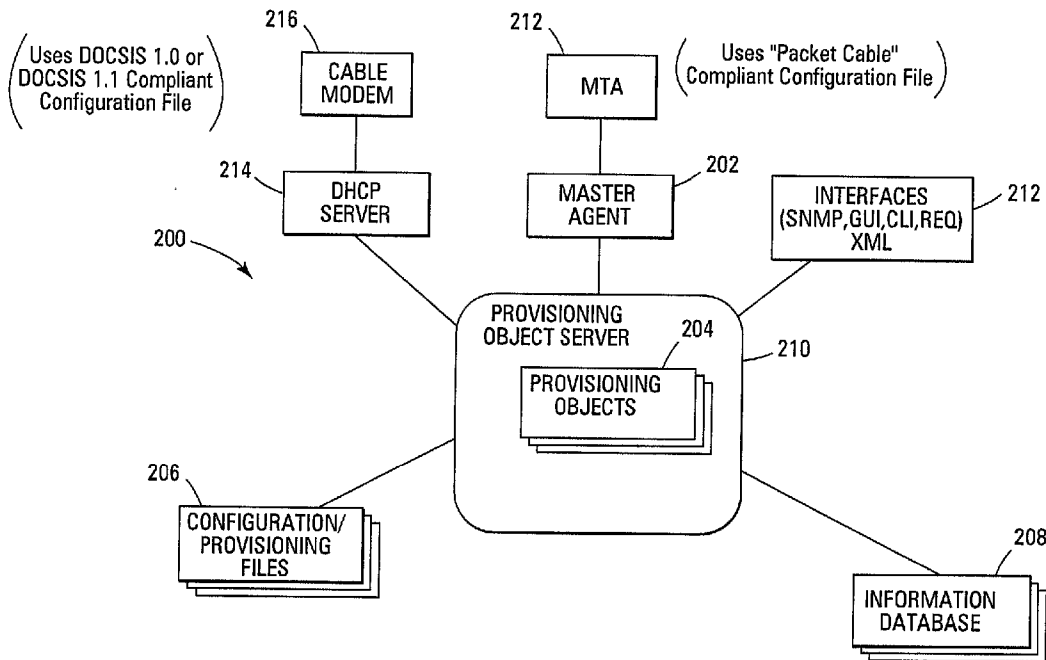 216
212
(Uses DOCSIS 1.0 or
DOCSIS 1.1 Compliant
Configuration File)
CABLE
MODEM
MTA
(Uses "Packet Cable"
Compliant Configuration File)
214
DHCP
SERVER
202
MASTER
AGENT
INTERFACES
(SNMP,GUI,CLI,REQ)
XML
212
200
PROVISIONING
OBJECT SERVER
204
210
PROVISIONING
OBJECTS
206
CONFIGURATION/
PROVISIONING
FILES
208
INFORMATION
DATABASE